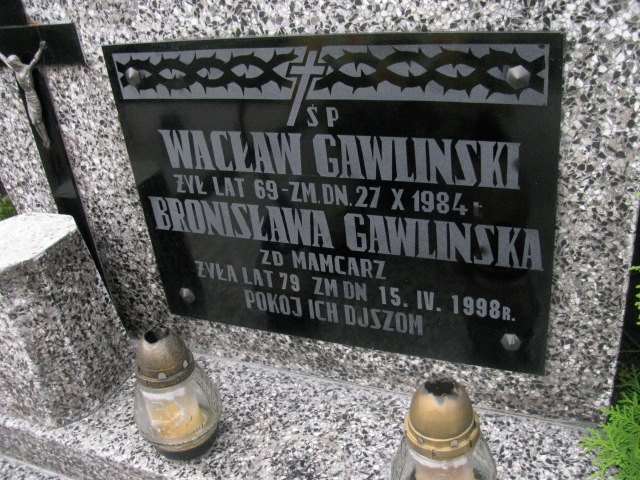 ŚP
WACŁAW GAWLINSKI
ŻYŁ LAT 69-ZM. DN. 27 X 1984 r.
BRONISŁAWA GAWLINSKA
ZD MAMCARZ
ŻYŁA LAT 79 ZM DN 15. IV. 1998R.
POKÓJ ICH DUSZOM